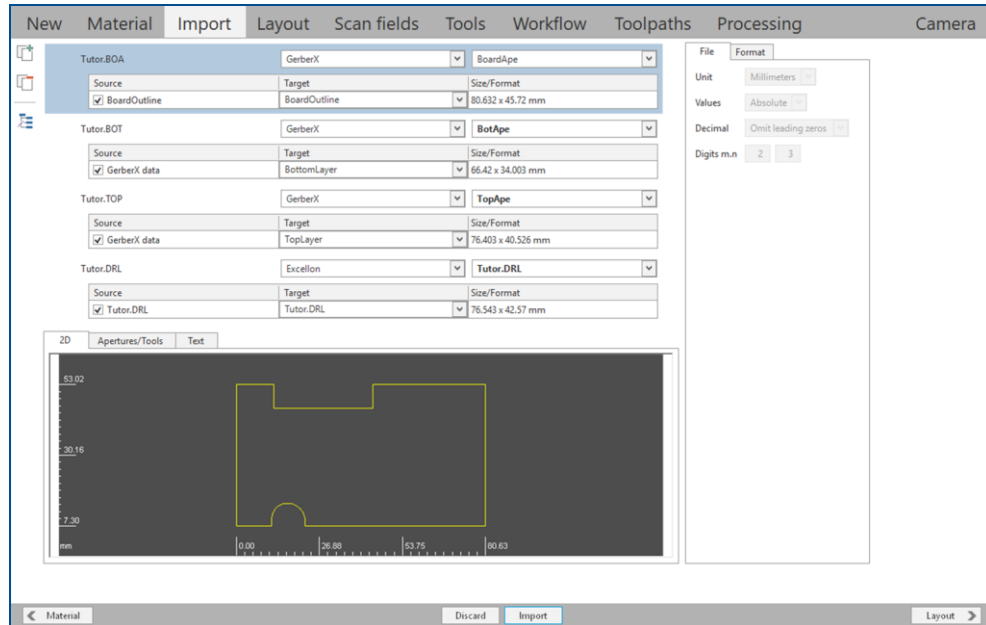 New Material Import Layout Scan fields Tools Workflow Toolpaths Processing Camera
Tutor.BOA GerberX BoardApe
Source Target Size/Format
BoardOutline BoardOutline 80.632 x 45.72 mm
Tutor.BOT GerberX BotApe
Source Target Size/Format
GerberX data BottomLayer 66.42 x 34.003 mm
Tutor.TOP GerberX TopApe
Source Target Size/Format
GerberX data TopLayer 76.403 x 40.526 mm
Tutor.DRL Excellon Tutor.DRL
Source Target Size/Format
Tutor.DRL Tutor.DRL 76.543 x 42.57 mm
File Format
Unit Millimeters
Values Absolute
Decimal Omit leading zeros
Digits m.n 2 3
2D Apertures/Tools Text
53.02
30.16
7.30
mm 0.00 26.88 53.75 80.63
Material Discard Import Layout